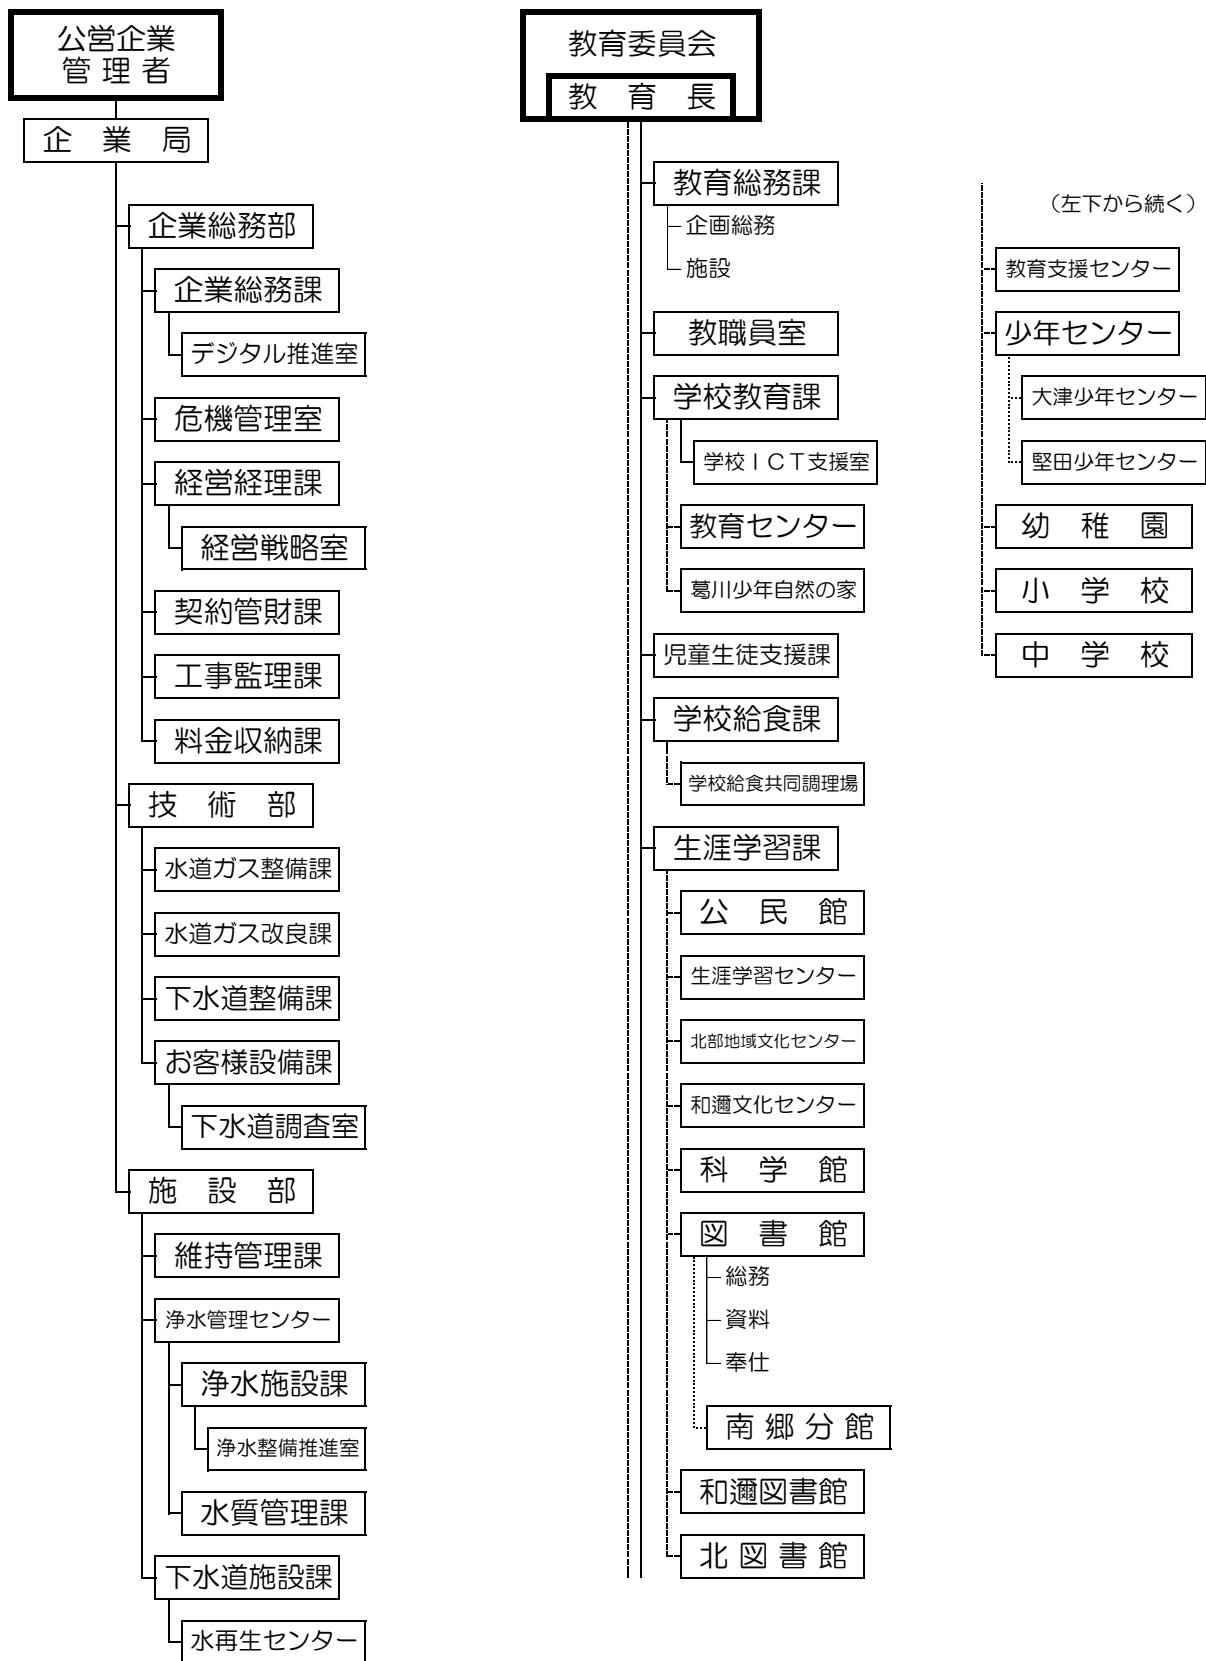 公営企業
管理者
企業局
企業総務部
企業総務課
デジタル推進室
危機管理室
経営経理課
経営戦略室
契約管財課
工事監理課
料金収納課
技術部
水道ガス整備課
水道ガス改良課
下水道整備課
お客様設備課
下水道調査室
施設部
維持管理課
浄水管理センター
浄水施設課
浄水整備推進室
水質管理課
下水道施設課
水再生センター
教育委員会
教育長
教育総務課
企画総務
施設
教職員室
学校教育課
学校ICT支援室
教育センター
葛川少年自然の家
児童生徒支援課
学校給食課
学校給食共同調理場
生涯学習課
公民館
生涯学習センター
北部地域文化センター
和邇文化センター
科学館
図書館
総務
資料
奉仕
南郷分館
和邇図書館
北図書館
（左下から続く）
教育支援センター
少年センター
大津少年センター
堅田少年センター
幼稚園
小学校
中学校